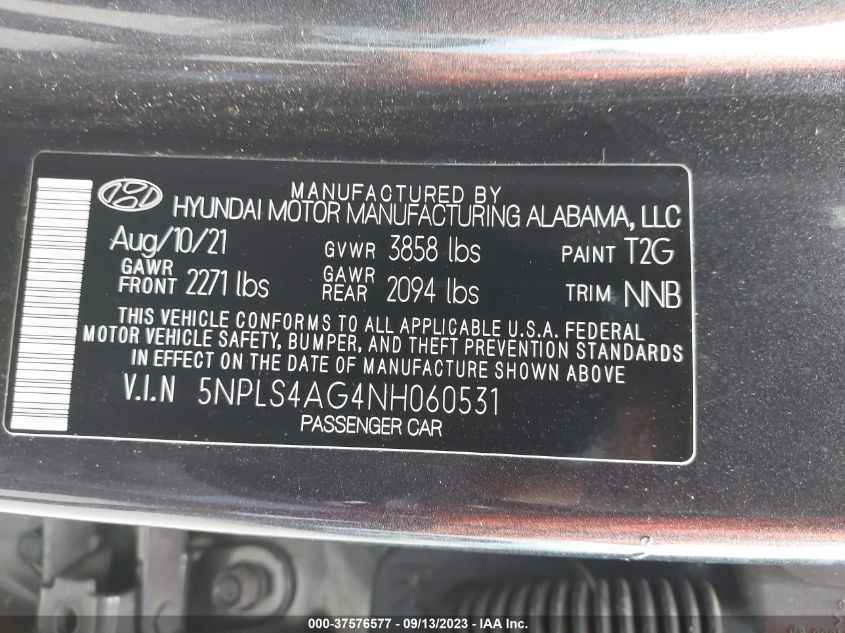 MANUFACTURED BY
HYUNDAI MOTOR MANUFACTURING ALABAMA, LLC
Aug/10/21 GVWR 3858 lbs PAINT T2G
GAWR FRONT 2271 lbs GAWR REAR 2094 lbs TRIM NNB
THIS VEHICLE CONFORMS TO ALL APPLICABLE U.S.A. FEDERAL
MOTOR VEHICLE SAFETY, BUMPER, AND THEFT PREVENTION STANDARDS
IN EFFECT ON THE DATE OF MANUFACTURE SHOWN ABOVE
V.I.N 5NPLS4AG4NH060531
PASSENGER CAR
000-37576577 - 09/13/2023 - IAA Inc.